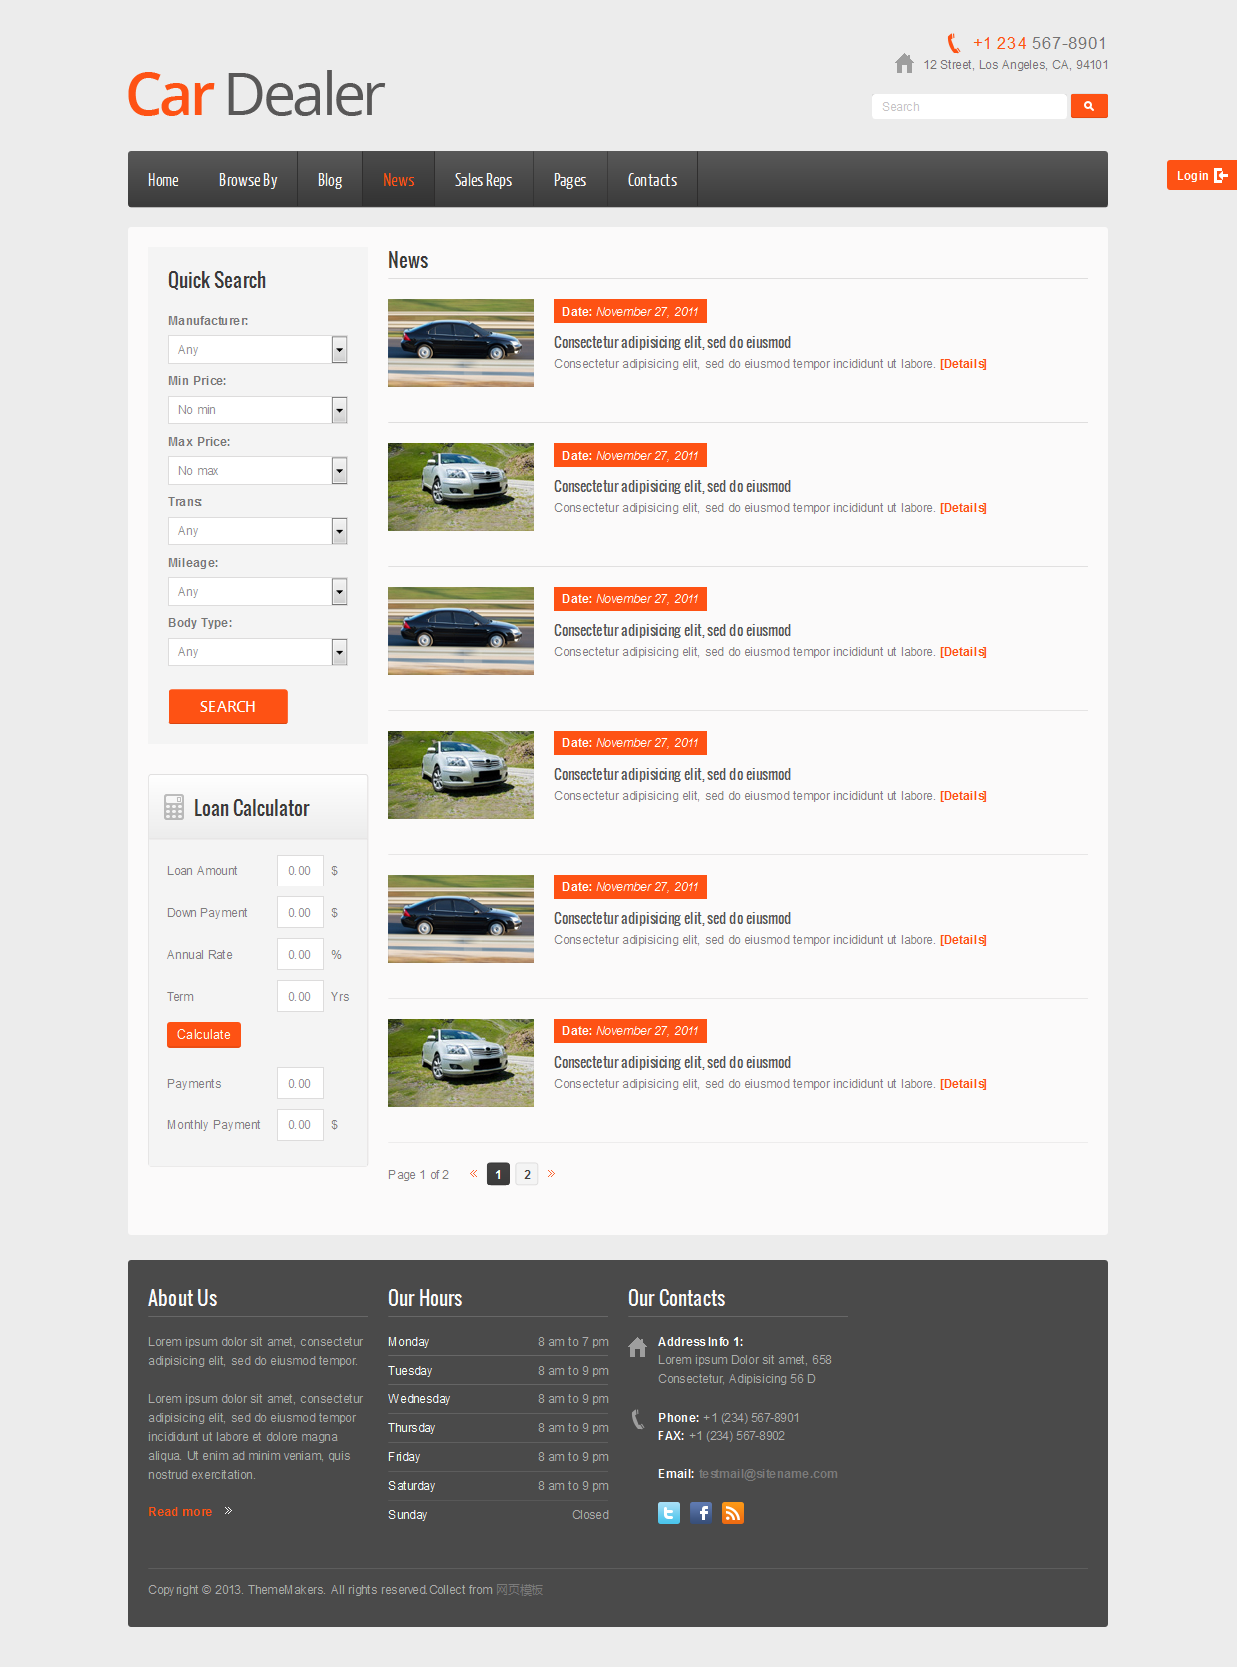 +1 234 567-8901
12 Street, Los Angeles, CA, 94101
Car Dealer
Search
Home Browse By Blog News Sales Reps Pages Contacts
Login
Quick Search
Manufacturer:
Any
Min Price:
No min
Max Price:
No max
Trans:
Any
Mileage:
Any
Body Type:
Any
SEARCH
Loan Calculator
Loan Amount 0.00 $
Down Payment 0.00 $
Annual Rate 0.00 %
Term 0.00 Yrs
Calculate
Payments 0.00
Monthly Payment 0.00 $
News
Date: November 27, 2011
Consectetur adipisicing elit, sed do eiusmod
Consectetur adipisicing elit, sed do eiusmod tempor incididunt ut labore. [Details]
Date: November 27, 2011
Consectetur adipisicing elit, sed do eiusmod
Consectetur adipisicing elit, sed do eiusmod tempor incididunt ut labore. [Details]
Date: November 27, 2011
Consectetur adipisicing elit, sed do eiusmod
Consectetur adipisicing elit, sed do eiusmod tempor incididunt ut labore. [Details]
Date: November 27, 2011
Consectetur adipisicing elit, sed do eiusmod
Consectetur adipisicing elit, sed do eiusmod tempor incididunt ut labore. [Details]
Date: November 27, 2011
Consectetur adipisicing elit, sed do eiusmod
Consectetur adipisicing elit, sed do eiusmod tempor incididunt ut labore. [Details]
Date: November 27, 2011
Consectetur adipisicing elit, sed do eiusmod
Consectetur adipisicing elit, sed do eiusmod tempor incididunt ut labore. [Details]
Page 1 of 2 « 1 2 »
About Us
Lorem ipsum dolor sit amet, consectetur
adipisicing elit, sed do eiusmod tempor.
Lorem ipsum dolor sit amet, consectetur
adipisicing elit, sed do eiusmod tempor
incididunt ut labore et dolore magna
aliqua. Ut enim ad minim veniam, quis
nostrud exercitation.
Read more »
Our Hours
Monday 8 am to 7 pm
Tuesday 8 am to 9 pm
Wednesday 8 am to 9 pm
Thursday 8 am to 9 pm
Friday 8 am to 9 pm
Saturday 8 am to 9 pm
Sunday Closed
Our Contacts
Address Info 1:
Lorem ipsum Dolor sit amet, 658
Consectetur, Adipisicing 56 D
Phone: +1 (234) 567-8901
FAX: +1 (234) 567-8902
Email: testmail@sitename.com
Copyright © 2013. ThemeMakers. All rights reserved.Collect from 网页模板